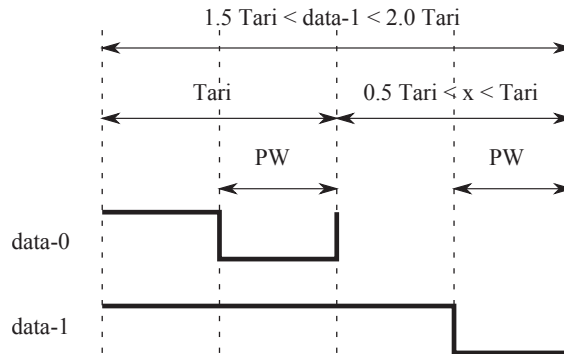 1.5 Tari < data-1 < 2.0 Tari
Tari
0.5 Tari < x < Tari
PW
PW
data-0
data-1